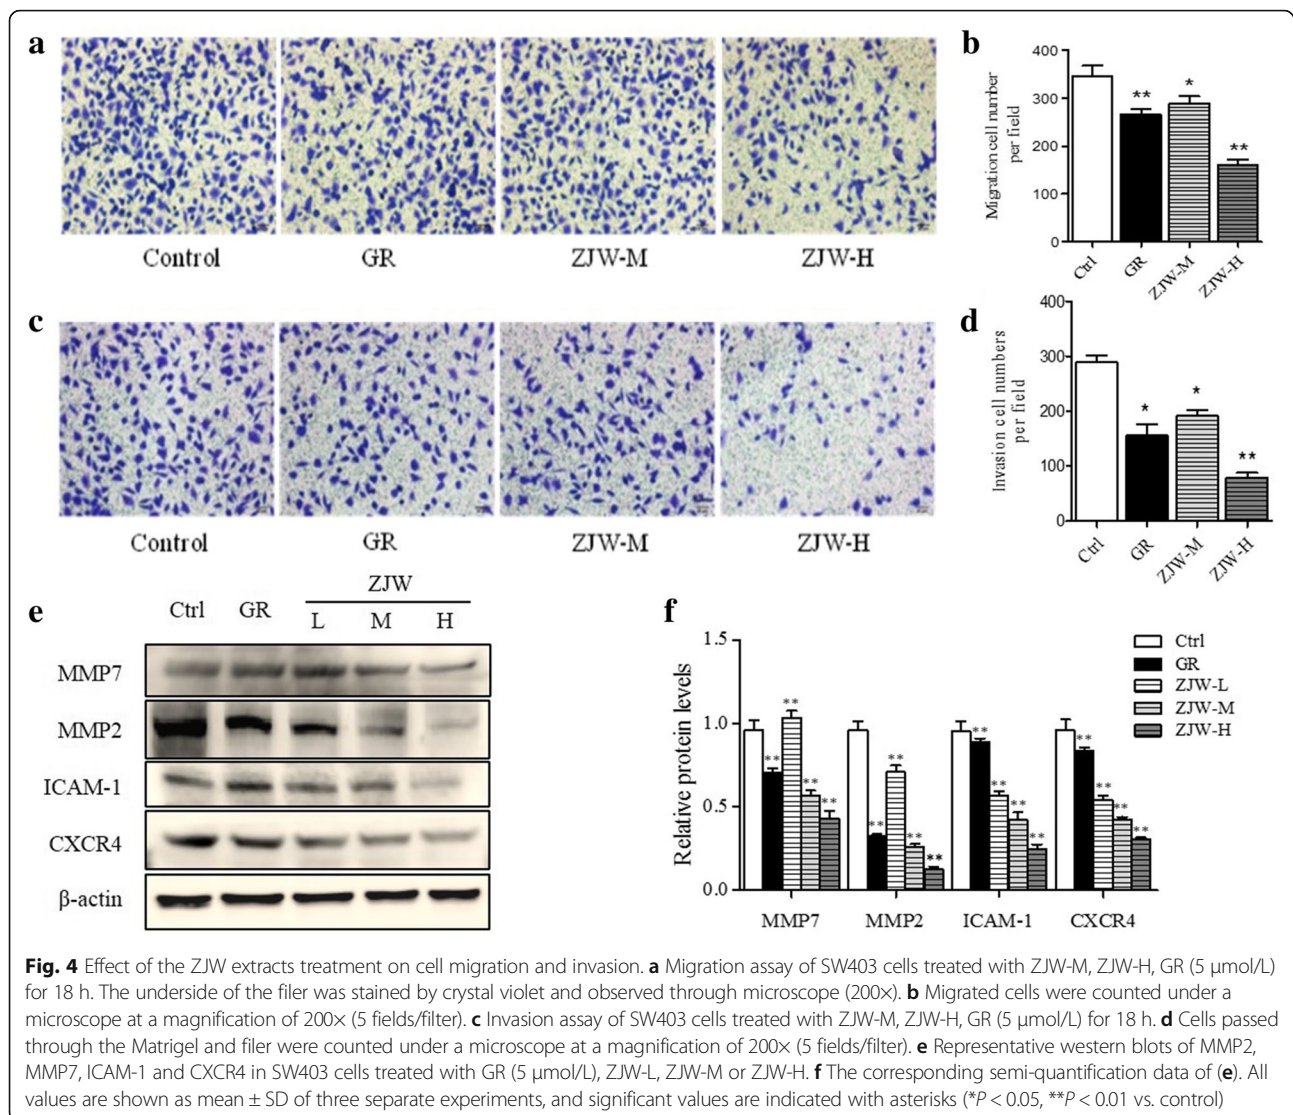 a
Control GR ZJW-M ZJW-H
b
Migration cell number
per field
400
300
200
100
0
** * **
Ctrl GR ZJW-M ZJW-H
c
Control GR ZJW-M ZJW-H
d
Invasion cell numbers
per field
400
300
200
100
0
* * **
Ctrl GR ZJW-M ZJW-H
e
ZJW
Ctrl GR L M H
MMP7
MMP2
ICAM-1
CXCR4
β-actin
f
Relative protein levels
1.5
1.0
0.5
0.0
** ** ** **
** ** ** **
** ** ** **
** ** ** **
MMP7 MMP2 ICAM-1 CXCR4
Ctrl
GR
ZJW-L
ZJW-M
ZJW-H
Fig. 4 Effect of the ZJW extracts treatment on cell migration and invasion. a Migration assay of SW403 cells treated with ZJW-M, ZJW-H, GR (5 μmol/L)
for 18 h. The underside of the filer was stained by crystal violet and observed through microscope (200×). b Migrated cells were counted under a
microscope at a magnification of 200× (5 fields/filter). c Invasion assay of SW403 cells treated with ZJW-M, ZJW-H, GR (5 μmol/L) for 18 h. d Cells passed
through the Matrigel and filer were counted under a microscope at a magnification of 200× (5 fields/filter). e Representative western blots of MMP2,
MMP7, ICAM-1 and CXCR4 in SW403 cells treated with GR (5 μmol/L), ZJW-L, ZJW-M or ZJW-H. f The corresponding semi-quantification data of (e). All
values are shown as mean ± SD of three separate experiments, and significant values are indicated with asterisks (*P < 0.05, **P < 0.01 vs. control)